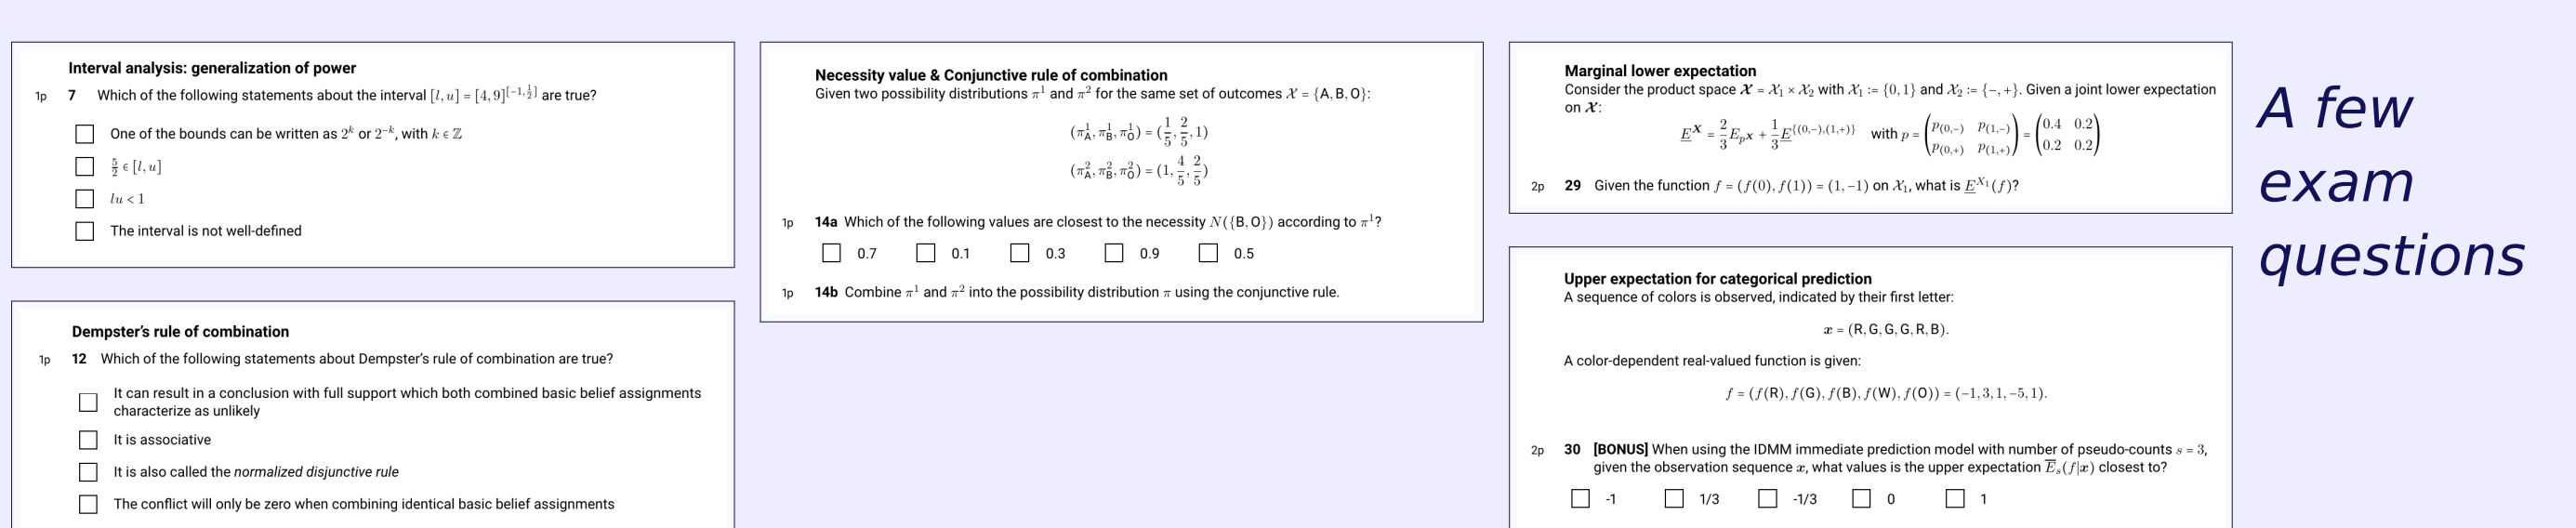 Interval analysis: generalization of power
1p 7 Which of the following statements about the interval [l, u] = [4, 9]^[−1, 1/2] are true?
One of the bounds can be written as 2^k or 2^−k, with k ∈ ℤ
5/2 ∈ [l, u]
lu < 1
The interval is not well-defined
Dempster’s rule of combination
1p 12 Which of the following statements about Dempster’s rule of combination are true?
It can result in a conclusion with full support which both combined basic belief assignments
characterize as unlikely
It is associative
It is also called the normalized disjunctive rule
The conflict will only be zero when combining identical basic belief assignments
Necessity value & Conjunctive rule of combination
Given two possibility distributions π¹ and π² for the same set of outcomes 𝒳 = {A, B, O}:
(π¹_A, π¹_B, π¹_O) = (1/5, 2/5, 1)
(π²_A, π²_B, π²_O) = (1, 4/5, 2/5)
1p 14a Which of the following values are closest to the necessity N({B, O}) according to π¹?
0.7 0.1 0.3 0.9 0.5
1p 14b Combine π¹ and π² into the possibility distribution π using the conjunctive rule.
Marginal lower expectation
Consider the product space 𝓧 = 𝒳₁ × 𝒳₂ with 𝒳₁ := {0, 1} and 𝒳₂ := {−, +}. Given a joint lower expectation
on 𝓧:
E̲^X = 2/3 E_pX + 1/3 E̲^{(0,−),(1,+)} with p = (p(0,−) p(1,−) p(0,+) p(1,+)) = (0.4 0.2 0.2 0.2)
2p 29 Given the function f = (f(0), f(1)) = (1, −1) on 𝒳₁, what is E̲^X₁(f)?
Upper expectation for categorical prediction
A sequence of colors is observed, indicated by their first letter:
x = (R, G, G, G, R, B).
A color-dependent real-valued function is given:
f = (f(R), f(G), f(B), f(W), f(O)) = (−1, 3, 1, −5, 1).
2p 30 [BONUS] When using the IDMM immediate prediction model with number of pseudo-counts s = 3,
given the observation sequence x, what values is the upper expectation E̅_s(f|x) closest to?
-1 1/3 -1/3 0 1
A few
exam
questions